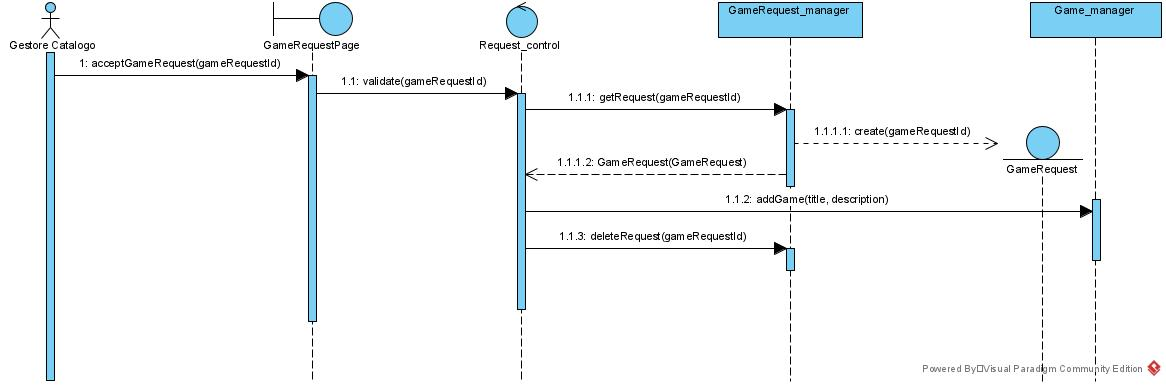 GameRequest_manager
Game_manager
Gestore Catalogo
GameRequestPage
Request_control
1: acceptGameRequest(gameRequestId)
1.1: validate(gameRequestId)
1.1.1: getRequest(gameRequestId)
1.1.1.1: create(gameRequestId)
1.1.1.2: GameRequest(GameRequest)
GameRequest
1.1.2: addGame(title, description)
1.1.3: deleteRequest(gameRequestId)
Powered By□Visual Paradigm Community Edition